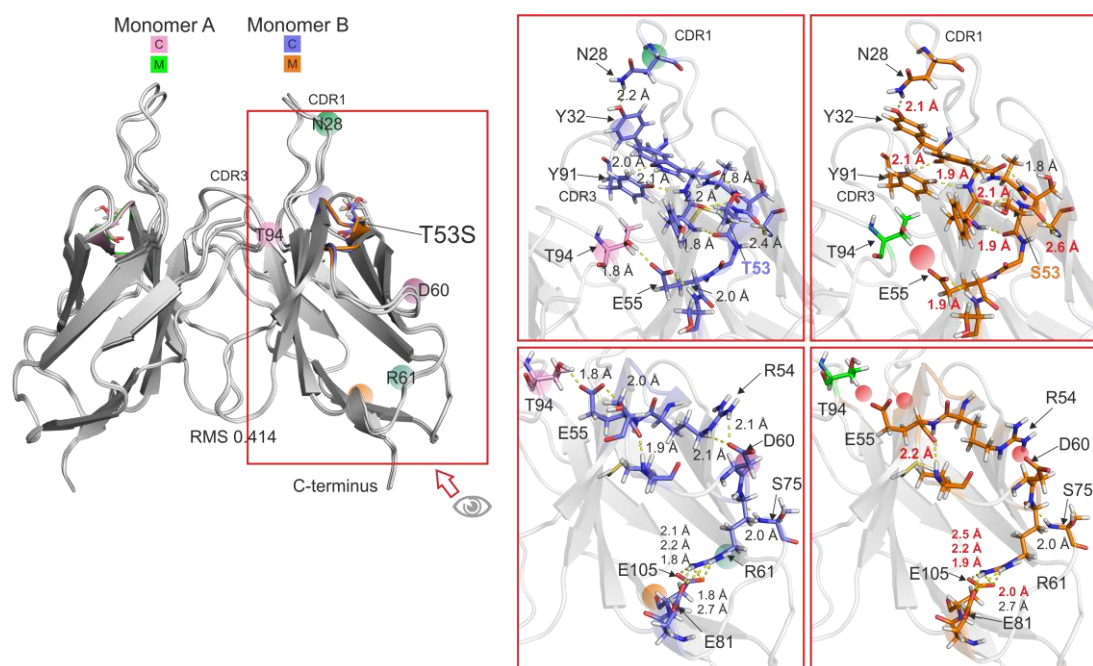 Monomer A
C
M
Monomer B
C
M
CDR1
N28
CDR3
T94
T53S
D60
R61
RMS 0.414
C-terminus
CDR1
N28
2.2 Å
Y32
2.0 Å
1.8 Å
Y91
2.1 Å
CDR3
2.2 Å
T94
1.8 Å
2.4 Å
T53
1.8 Å
E55
2.0 Å
CDR1
N28
2.1 Å
Y32
2.1 Å
1.8 Å
Y91
1.9 Å
CDR3
2.1 Å
T94
1.9 Å
2.6 Å
S53
E55
1.9 Å
1.8 Å
2.0 Å
R54
T94
E55
2.1 Å
1.9 Å
2.1 Å
D60
S75
2.0 Å
2.1 Å
2.2 Å
1.8 Å
E105
R61
1.8 Å
2.7 Å
E81
T94
R54
E55
D60
2.2 Å
S75
2.0 Å
2.5 Å
2.2 Å
1.9 Å
E105
R61
2.0 Å
2.7 Å
E81